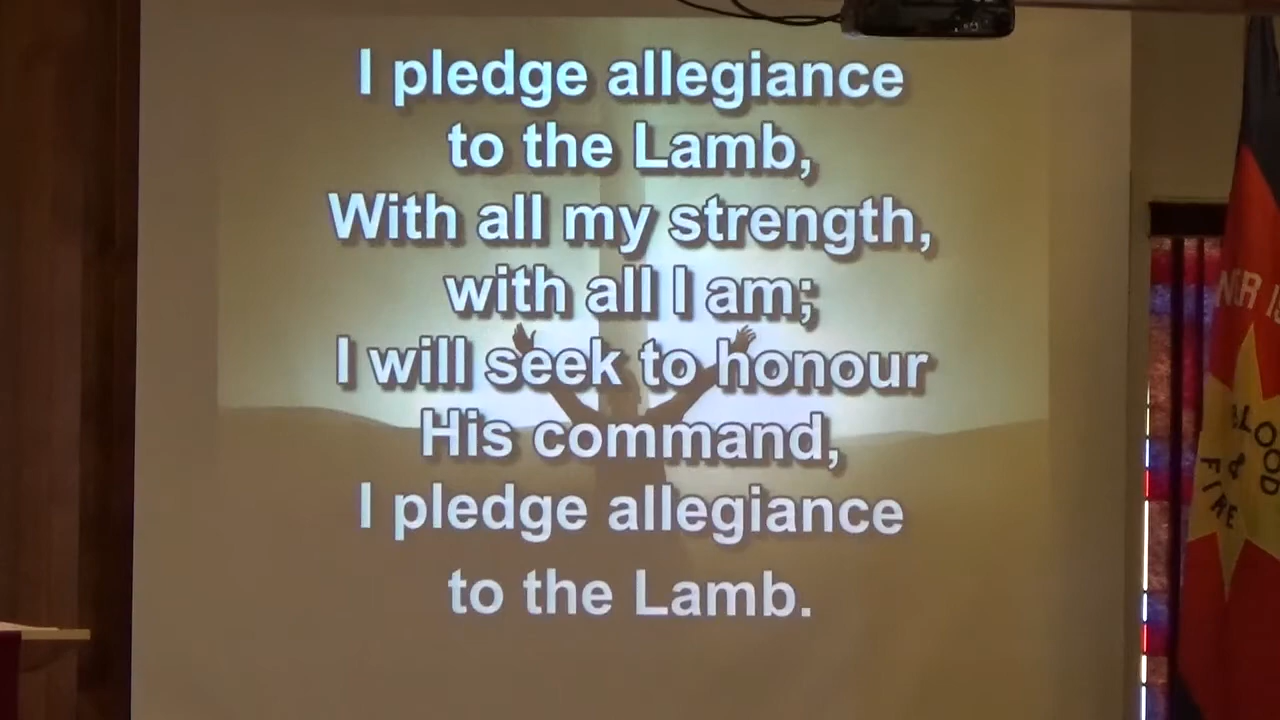 I pledge allegiance
to the Lamb,
With all my strength,
with all I am;
I will seek to honour
His command,
I pledge allegiance
to the Lamb.
BLOOD
&
FIRE